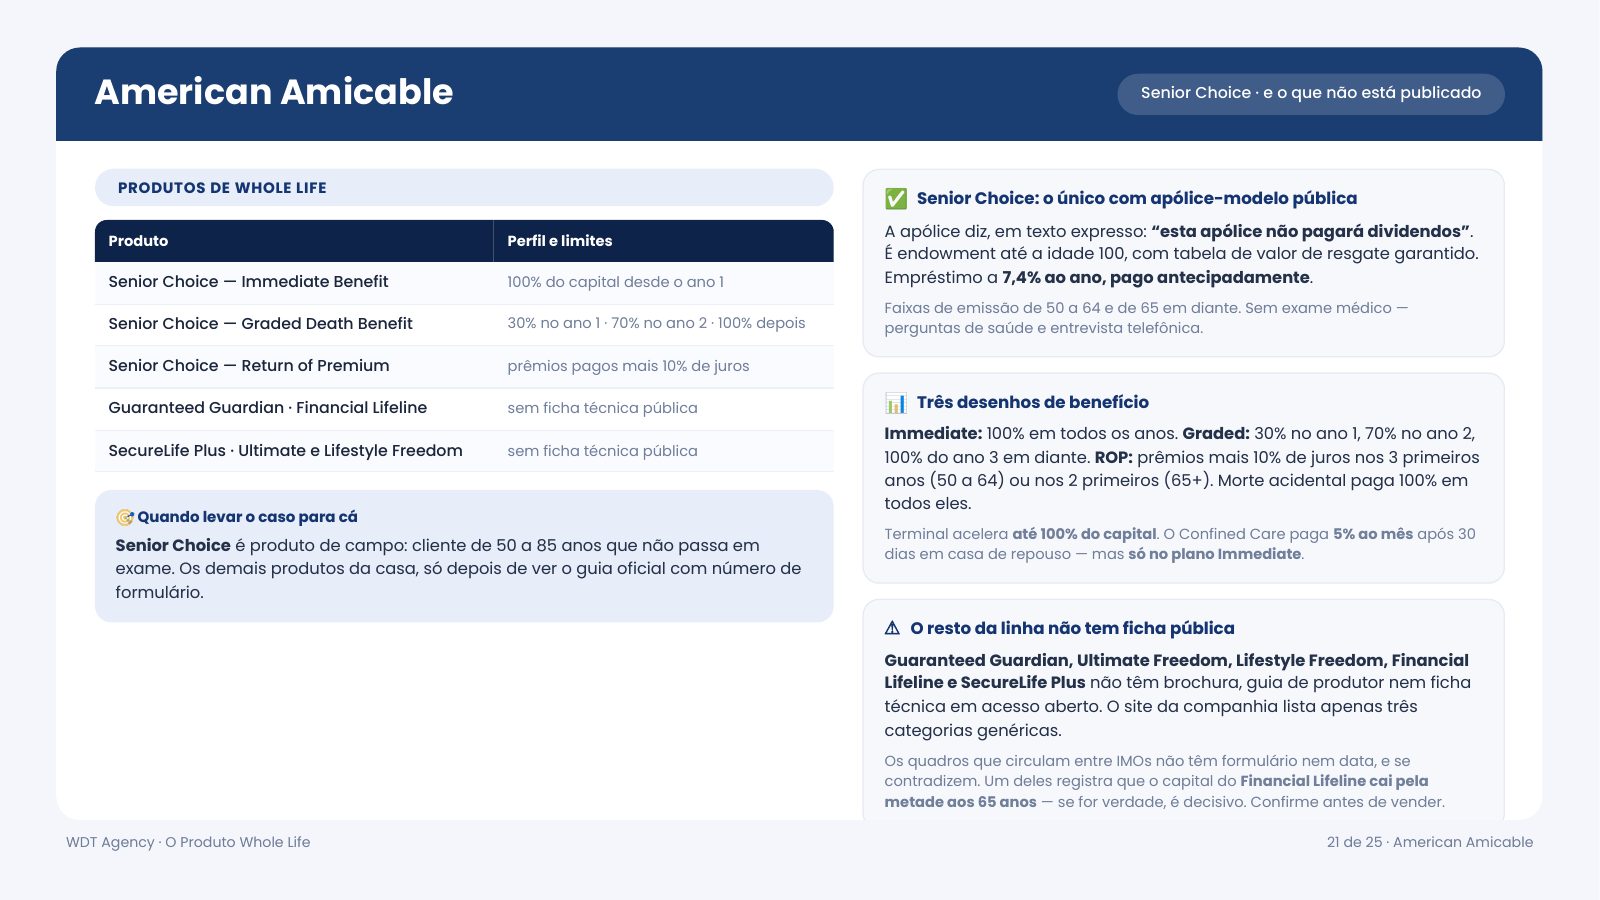 American Amicable
Senior Choice · e o que não está publicado
PRODUTOS DE WHOLE LIFE
Produto
Perfil e limites
Senior Choice — Immediate Benefit
100% do capital desde o ano 1
Senior Choice — Graded Death Benefit
30% no ano 1 · 70% no ano 2 · 100% depois
Senior Choice — Return of Premium
prêmios pagos mais 10% de juros
Guaranteed Guardian · Financial Lifeline
sem ficha técnica pública
SecureLife Plus · Ultimate e Lifestyle Freedom
sem ficha técnica pública
🎯 Quando levar o caso para cá
Senior Choice é produto de campo: cliente de 50 a 85 anos que não passa em
exame. Os demais produtos da casa, só depois de ver o guia oficial com número de
formulário.
✅ Senior Choice: o único com apólice-modelo pública
A apólice diz, em texto expresso: “esta apólice não pagará dividendos”.
É endowment até a idade 100, com tabela de valor de resgate garantido.
Empréstimo a 7,4% ao ano, pago antecipadamente.
Faixas de emissão de 50 a 64 e de 65 em diante. Sem exame médico —
perguntas de saúde e entrevista telefônica.
📊 Três desenhos de benefício
Immediate: 100% em todos os anos. Graded: 30% no ano 1, 70% no ano 2,
100% do ano 3 em diante. ROP: prêmios mais 10% de juros nos 3 primeiros
anos (50 a 64) ou nos 2 primeiros (65+). Morte acidental paga 100% em
todos eles.
Terminal acelera até 100% do capital. O Confined Care paga 5% ao mês após 30
dias em casa de repouso — mas só no plano Immediate.
⚠ O resto da linha não tem ficha pública
Guaranteed Guardian, Ultimate Freedom, Lifestyle Freedom, Financial
Lifeline e SecureLife Plus não têm brochura, guia de produtor nem ficha
técnica em acesso aberto. O site da companhia lista apenas três
categorias genéricas.
Os quadros que circulam entre IMOs não têm formulário nem data, e se
contradizem. Um deles registra que o capital do Financial Lifeline cai pela
metade aos 65 anos — se for verdade, é decisivo. Confirme antes de vender.
WDT Agency · O Produto Whole Life
21 de 25 · American Amicable